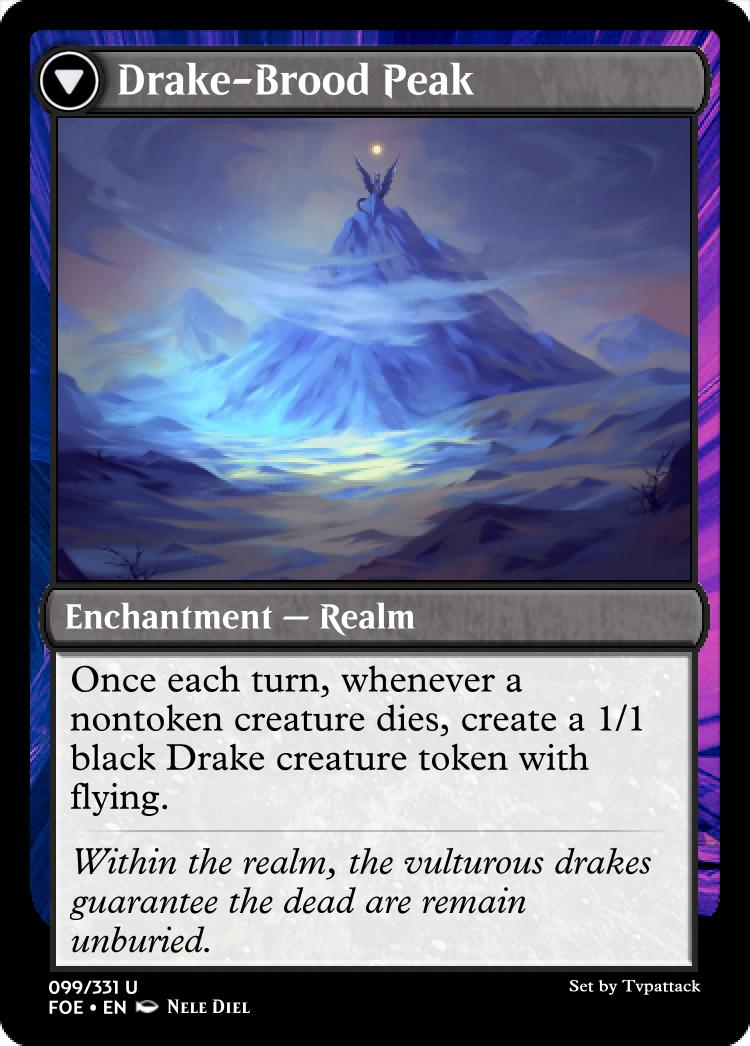 Drake-Brood Peak
Enchantment — Realm
Once each turn, whenever a
nontoken creature dies, create a 1/1
black Drake creature token with
flying.
Within the realm, the vulturous drakes
guarantee the dead are remain
unburied.
099/331 U
Set by Tvpattack
FOE • EN Nele Diel